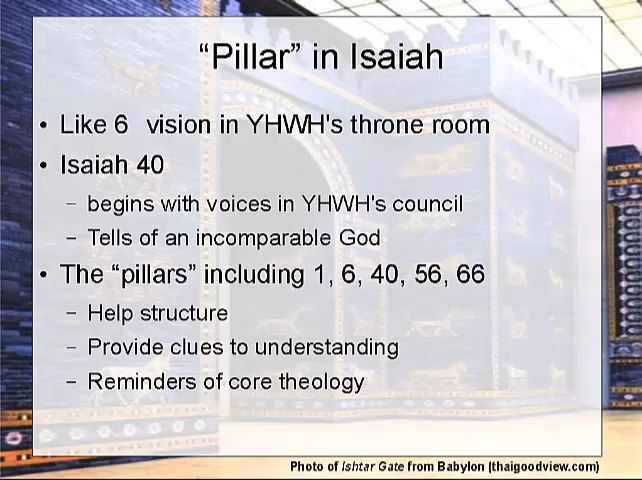 “Pillar” in Isaiah
• Like 6 vision in YHWH's throne room
• Isaiah 40
– begins with voices in YHWH's council
– Tells of an incomparable God
• The “pillars” including 1, 6, 40, 56, 66
– Help structure
– Provide clues to understanding
– Reminders of core theology
Photo of Ishtar Gate from Babylon (thaigoodview.com)